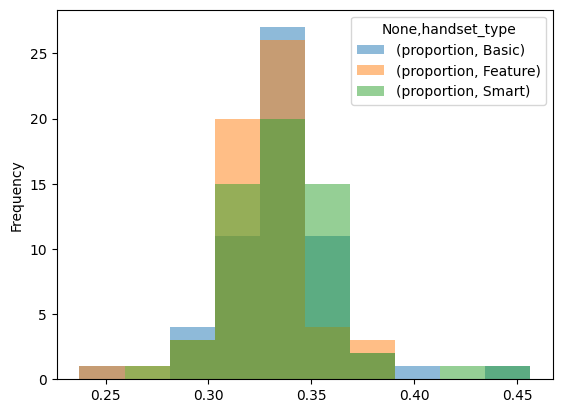 None,handset_type
(proportion, Basic)
(proportion, Feature)
(proportion, Smart)
Frequency
25
20
15
10
5
0
0.25 0.30 0.35 0.40 0.45